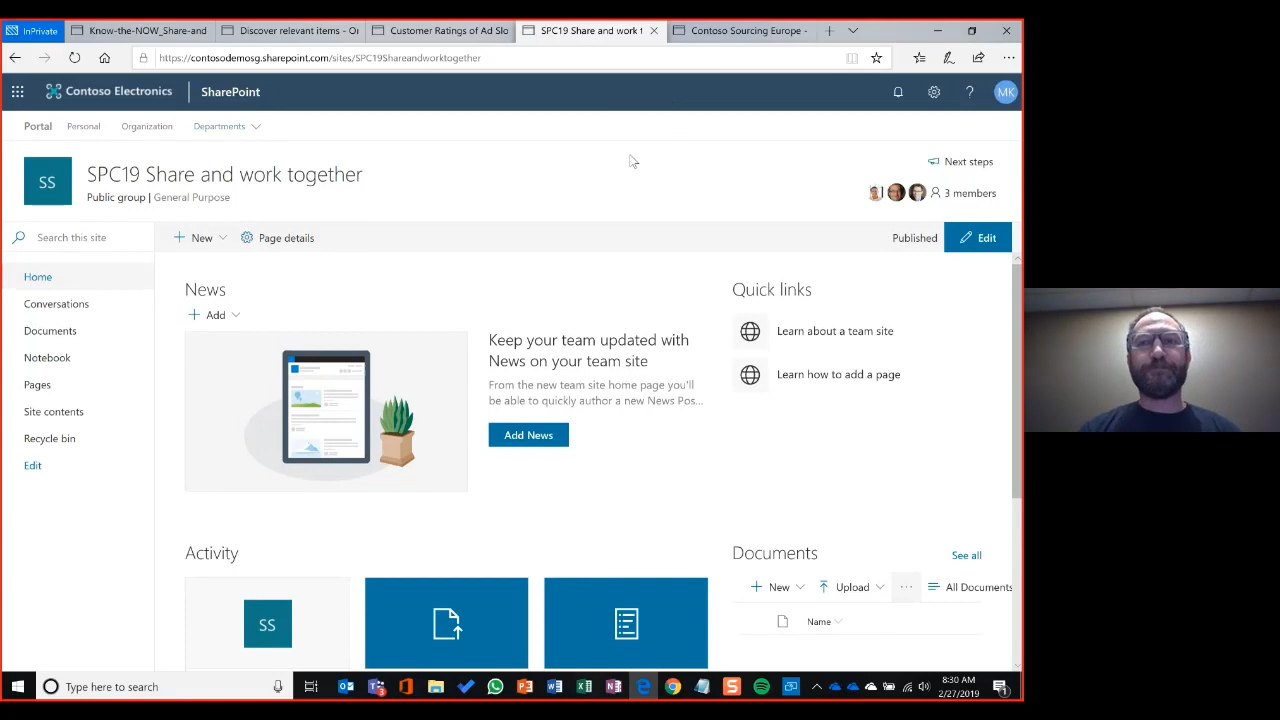 InPrivate
Know-the-NOW_Share-and
Discover relevant items - Or
Customer Ratings of Ad Slo
SPC19 Share and work t
Contoso Sourcing Europe -
https://contosodemosg.sharepoint.com/sites/SPC19Shareandworktogether
Contoso Electronics
SharePoint
MK
Portal
Personal
Organization
Departments
SS
SPC19 Share and work together
Public group | General Purpose
Next steps
3 members
Search this site
New
Page details
Published
Edit
Home
Conversations
Documents
Notebook
Pages
Site contents
Recycle bin
Edit
News
Add
Keep your team updated with
News on your team site
From the new team site home page you'll
be able to quickly author a new News Pos...
Add News
Quick links
Learn about a team site
Learn how to add a page
Activity
SS
Documents
See all
New
Upload
All Documents
Name
Type here to search
8:30 AM
2/27/2019